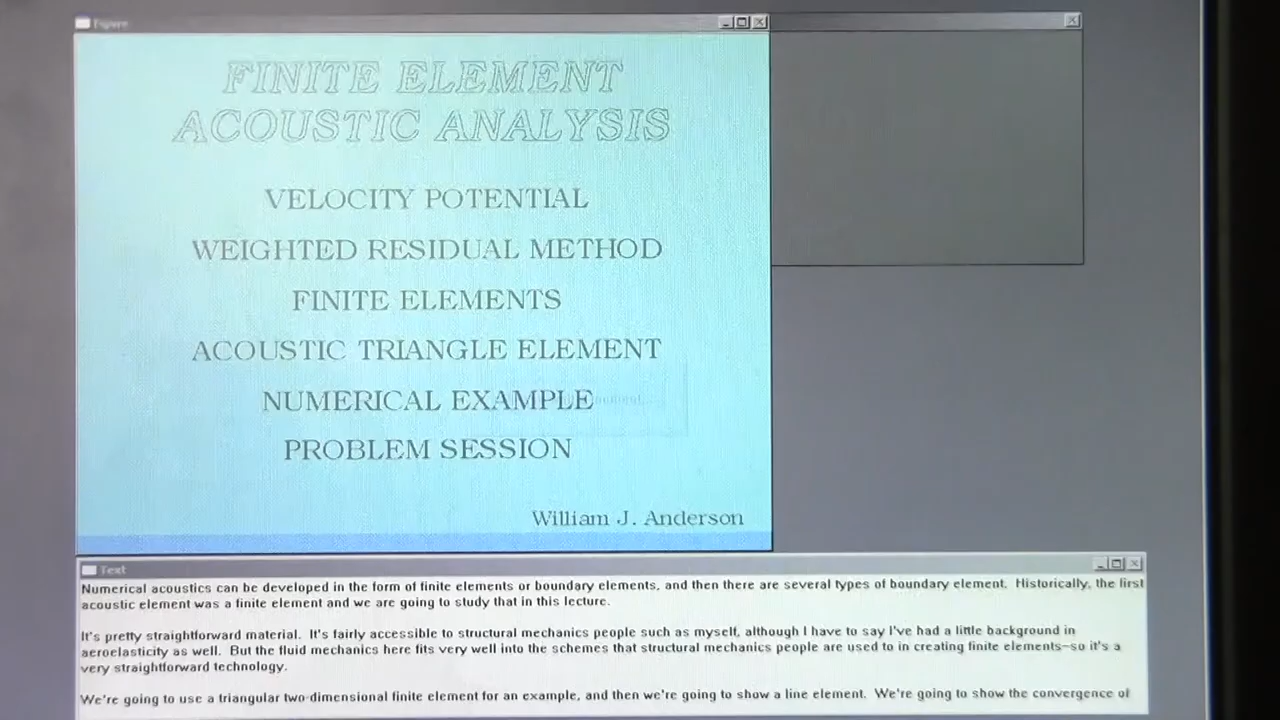 Figure
FINITE ELEMENT
ACOUSTIC ANALYSIS
VELOCITY POTENTIAL
WEIGHTED RESIDUAL METHOD
FINITE ELEMENTS
ACOUSTIC TRIANGLE ELEMENT
NUMERICAL EXAMPLE
PROBLEM SESSION
William J. Anderson
Text
Numerical acoustics can be developed in the form of finite elements or boundary elements, and then there are several types of boundary element. Historically, the first
acoustic element was a finite element and we are going to study that in this lecture.
It's pretty straightforward material. It's fairly accessible to structural mechanics people such as myself, although I have to say I've had a little background in
aeroelasticity as well. But the fluid mechanics here fits very well into the schemes that structural mechanics people are used to in creating finite elements--so it's a
very straightforward technology.
We're going to use a triangular two-dimensional finite element for an example, and then we're going to show a line element. We're going to show the convergence of